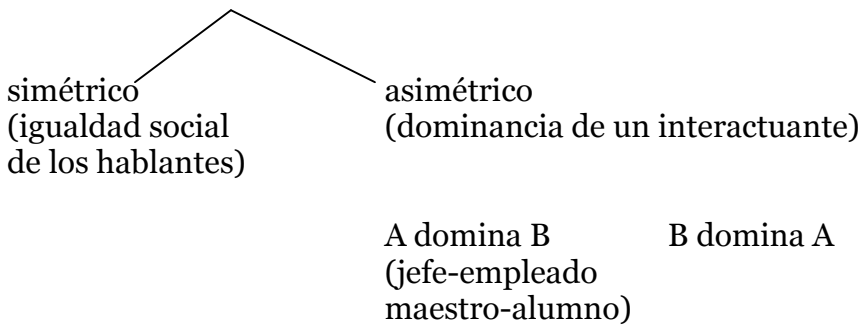 simétrico
(igualdad social
de los hablantes)
asimétrico
(dominancia de un interactuante)
A domina B
(jefe-empleado
maestro-alumno)
B domina A